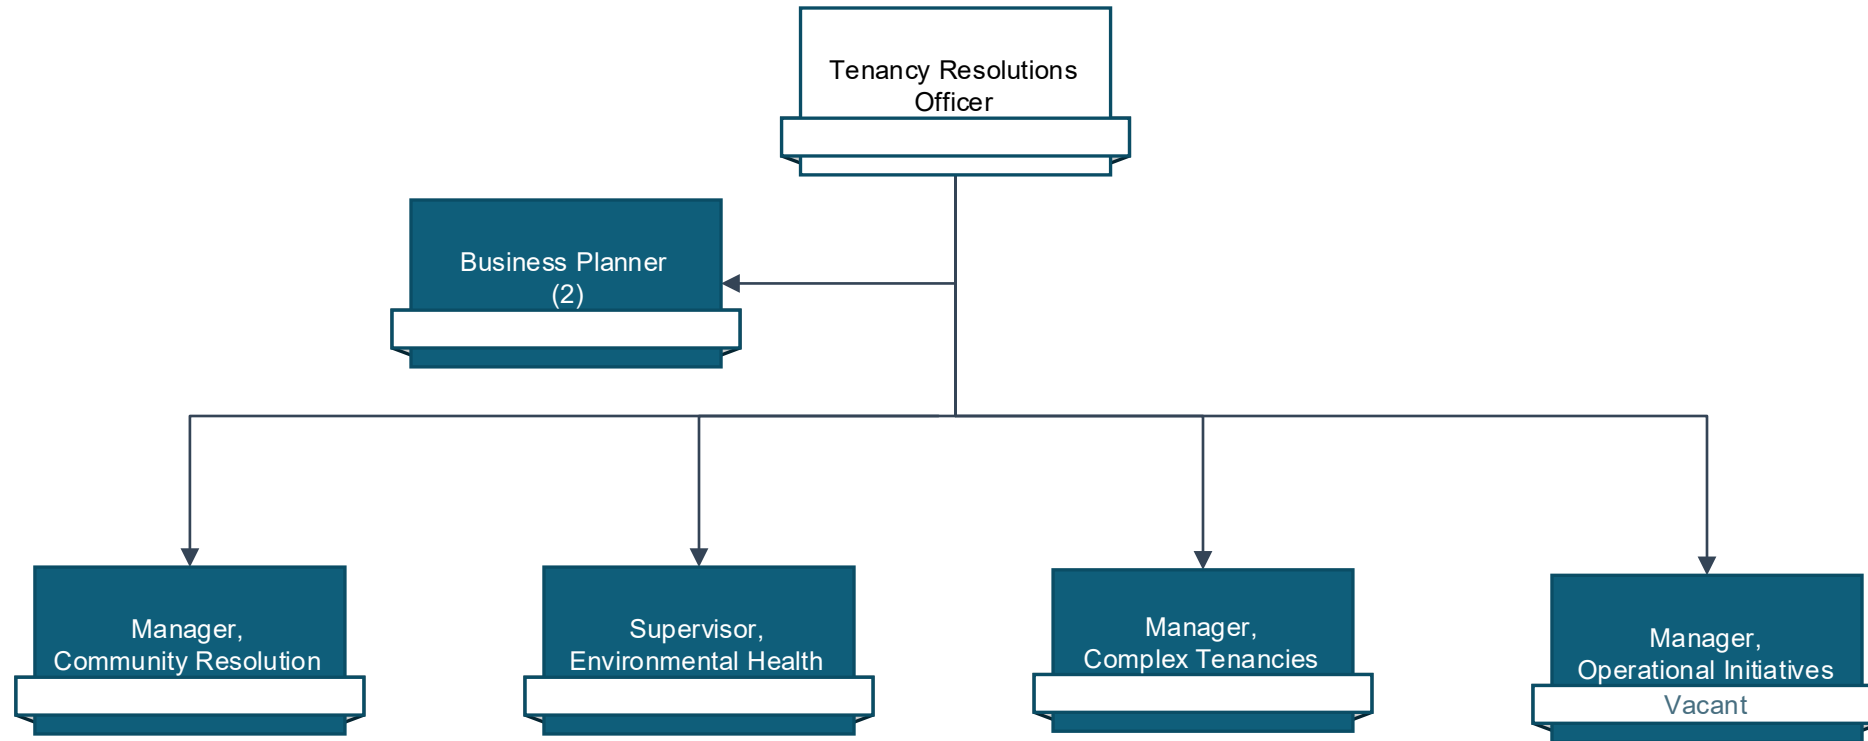 Tenancy Resolutions
Officer
Business Planner
(2)
Manager,
Community Resolution
Supervisor,
Environmental Health
Manager,
Complex Tenancies
Manager,
Operational Initiatives
Vacant